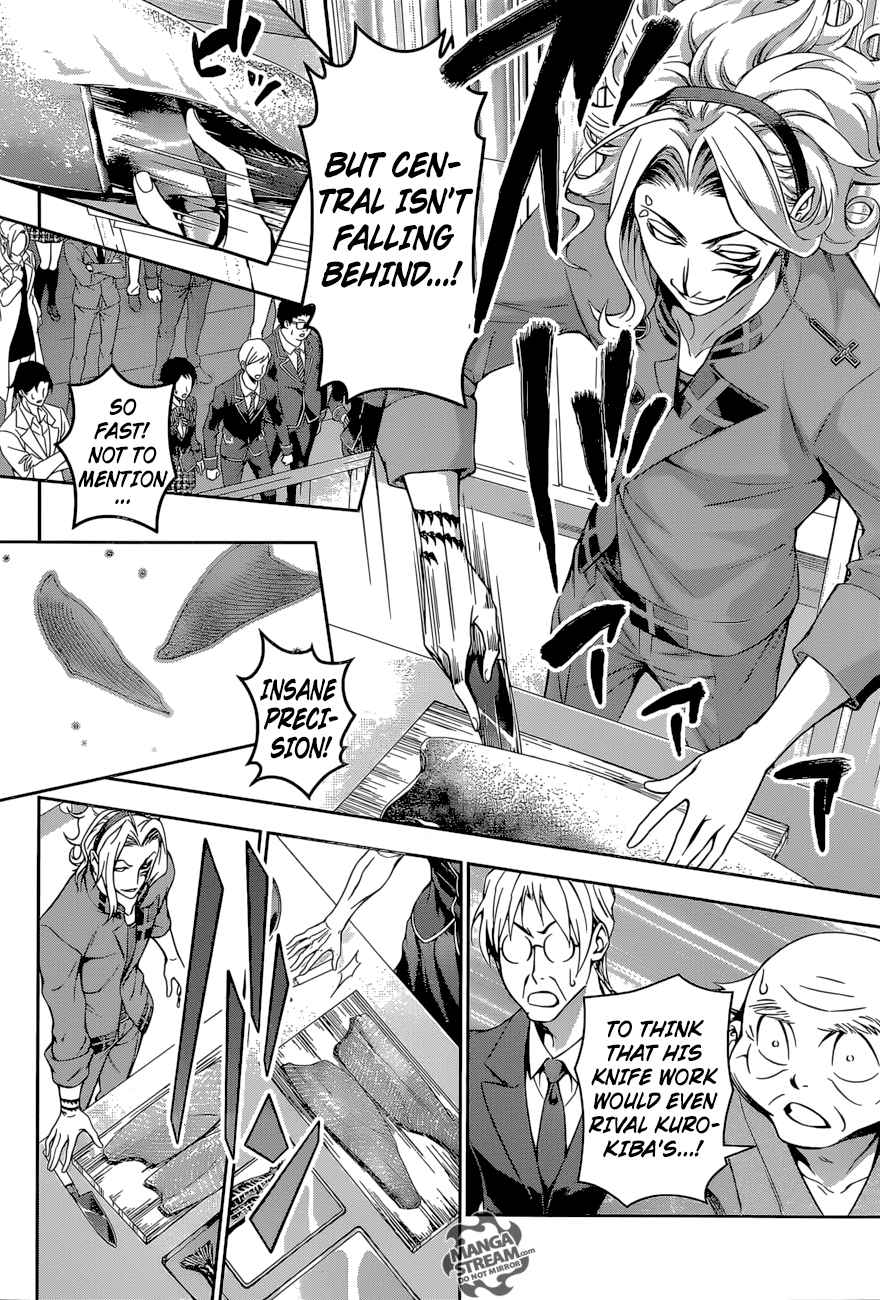 BUT CEN-
TRAL ISN'T
FALLING
BEHIND...!
SO
FAST!
NOT TO
MENTION
...
INSANE
PRECI-
SION!
TO THINK
THAT HIS
KNIFE WORK
WOULD EVEN
RIVAL KURO-
KIBA'S...!
MANGA
STREAM.COM
DO NOT MIRROR!